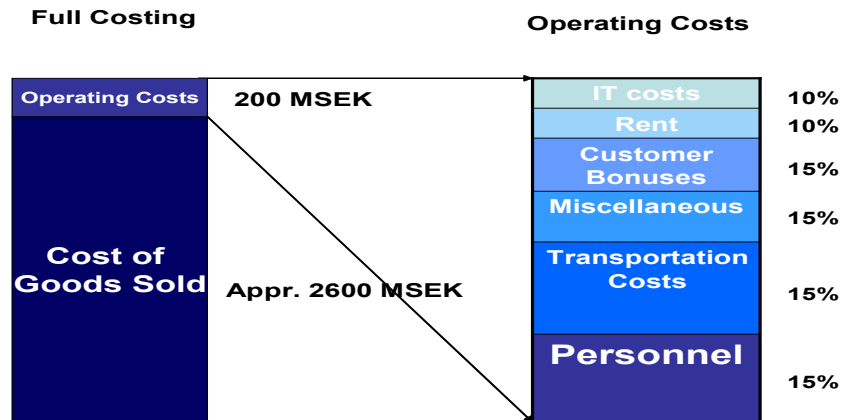 Full Costing
Operating Costs
Operating Costs
200 MSEK
Cost of
Goods Sold
Appr. 2600 MSEK
IT costs
10%
Rent
10%
Customer
Bonuses
15%
Miscellaneous
15%
Transportation
Costs
15%
Personnel
15%